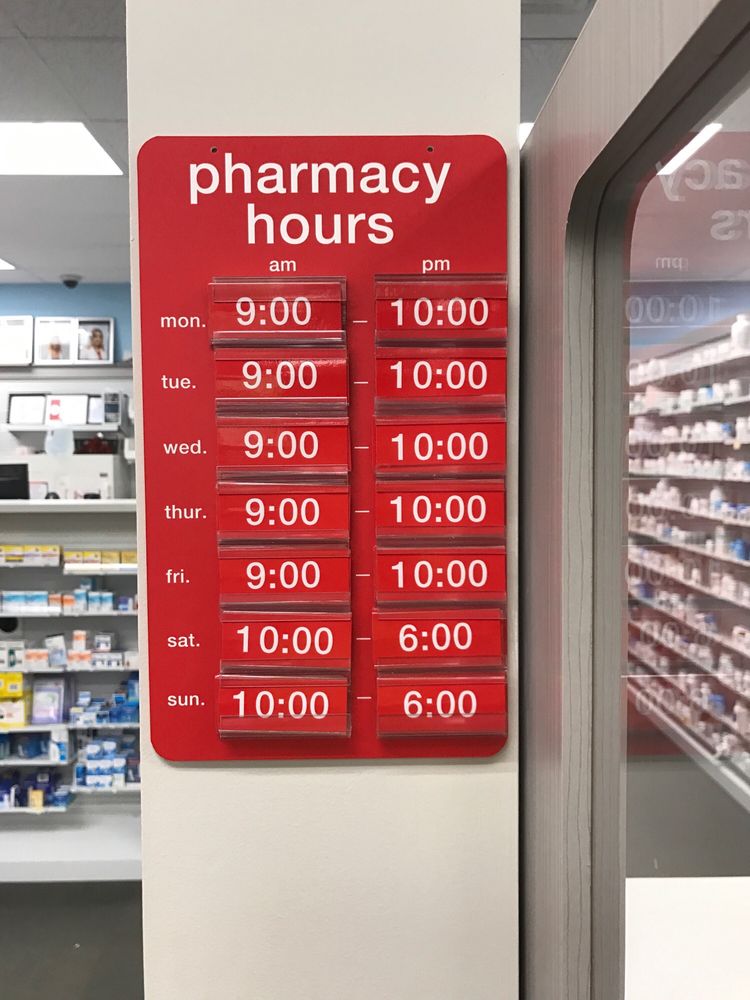 pharmacy
hours
am pm
mon. 9:00 – 10:00
tue. 9:00 – 10:00
wed. 9:00 – 10:00
thur. 9:00 – 10:00
fri. 9:00 – 10:00
sat. 10:00 – 6:00
sun. 10:00 – 6:00